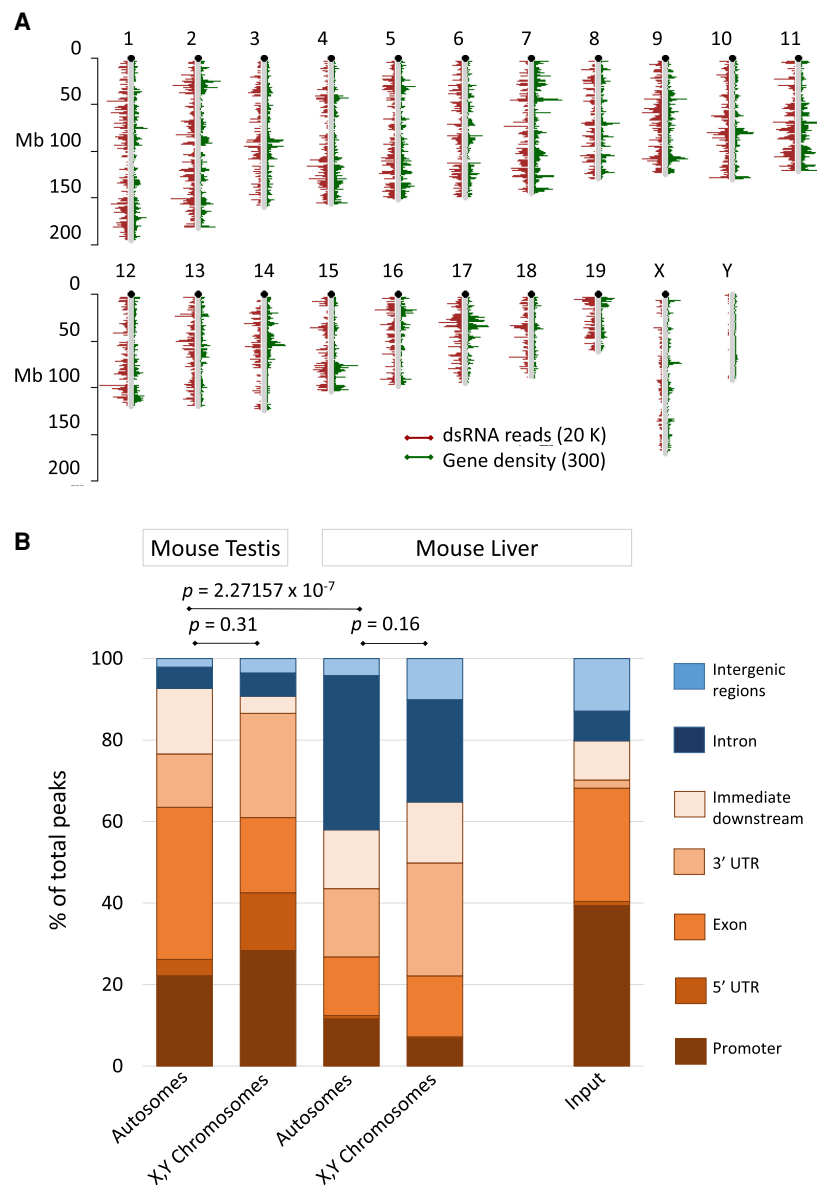 A
1 2 3 4 5 6 7 8 9 10 11
0
50
Mb 100
150
200
12 13 14 15 16 17 18 19 X Y
0
50
Mb 100
150
200
dsRNA reads (20 K)
Gene density (300)
B
Mouse Testis Mouse Liver
p = 2.27157 x 10-7
p = 0.31 p = 0.16
100
80
60
40
20
0
% of total peaks
Autosomes
X,Y Chromosomes
Autosomes
X,Y Chromosomes
Input
Intergenic
regions
Intron
Immediate
downstream
3’ UTR
Exon
5’ UTR
Promoter